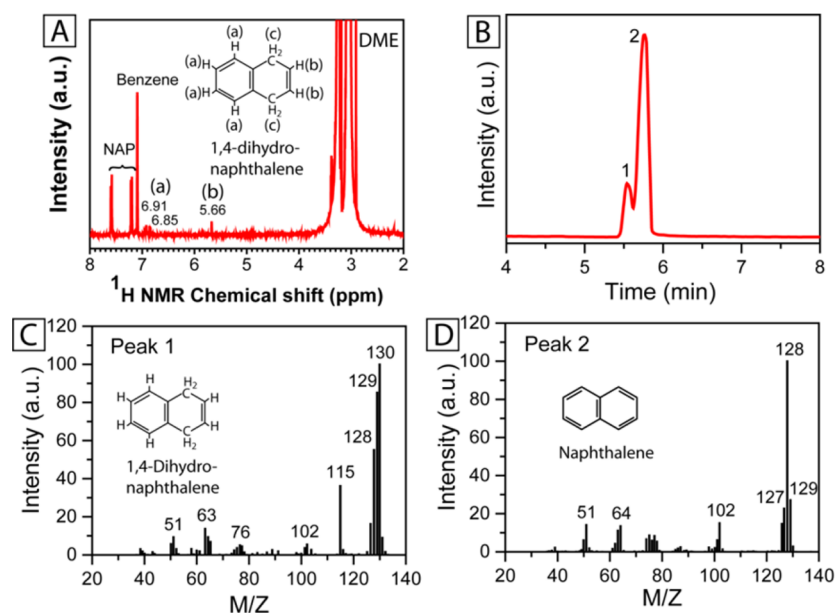 A
Intensity (a.u.)
Benzene
NAP
(a)
6.91
6.85
(b)
5.66
(a) (c)
H H2
C
(a)H H(b)
(a)H H(b)
H C
H2
(a) (c)
1,4-dihydro-
naphthalene
DME
8 7 6 5 4 3 2
1H NMR Chemical shift (ppm)
B
Intensity (a.u.)
1
2
4 5 6 7 8
Time (min)
C
Intensity (a.u.)
120
100
80
60
40
20
0
Peak 1
H H2
C
H H
H H
H C
H2
1,4-Dihydro-
naphthalene
51
63
76
102
115
128
129
130
20 40 60 80 100 120 140
M/Z
D
Intensity (a.u.)
120
100
80
60
40
20
0
Peak 2
Naphthalene
51
64
102
127
128
129
20 40 60 80 100 120 140
M/Z